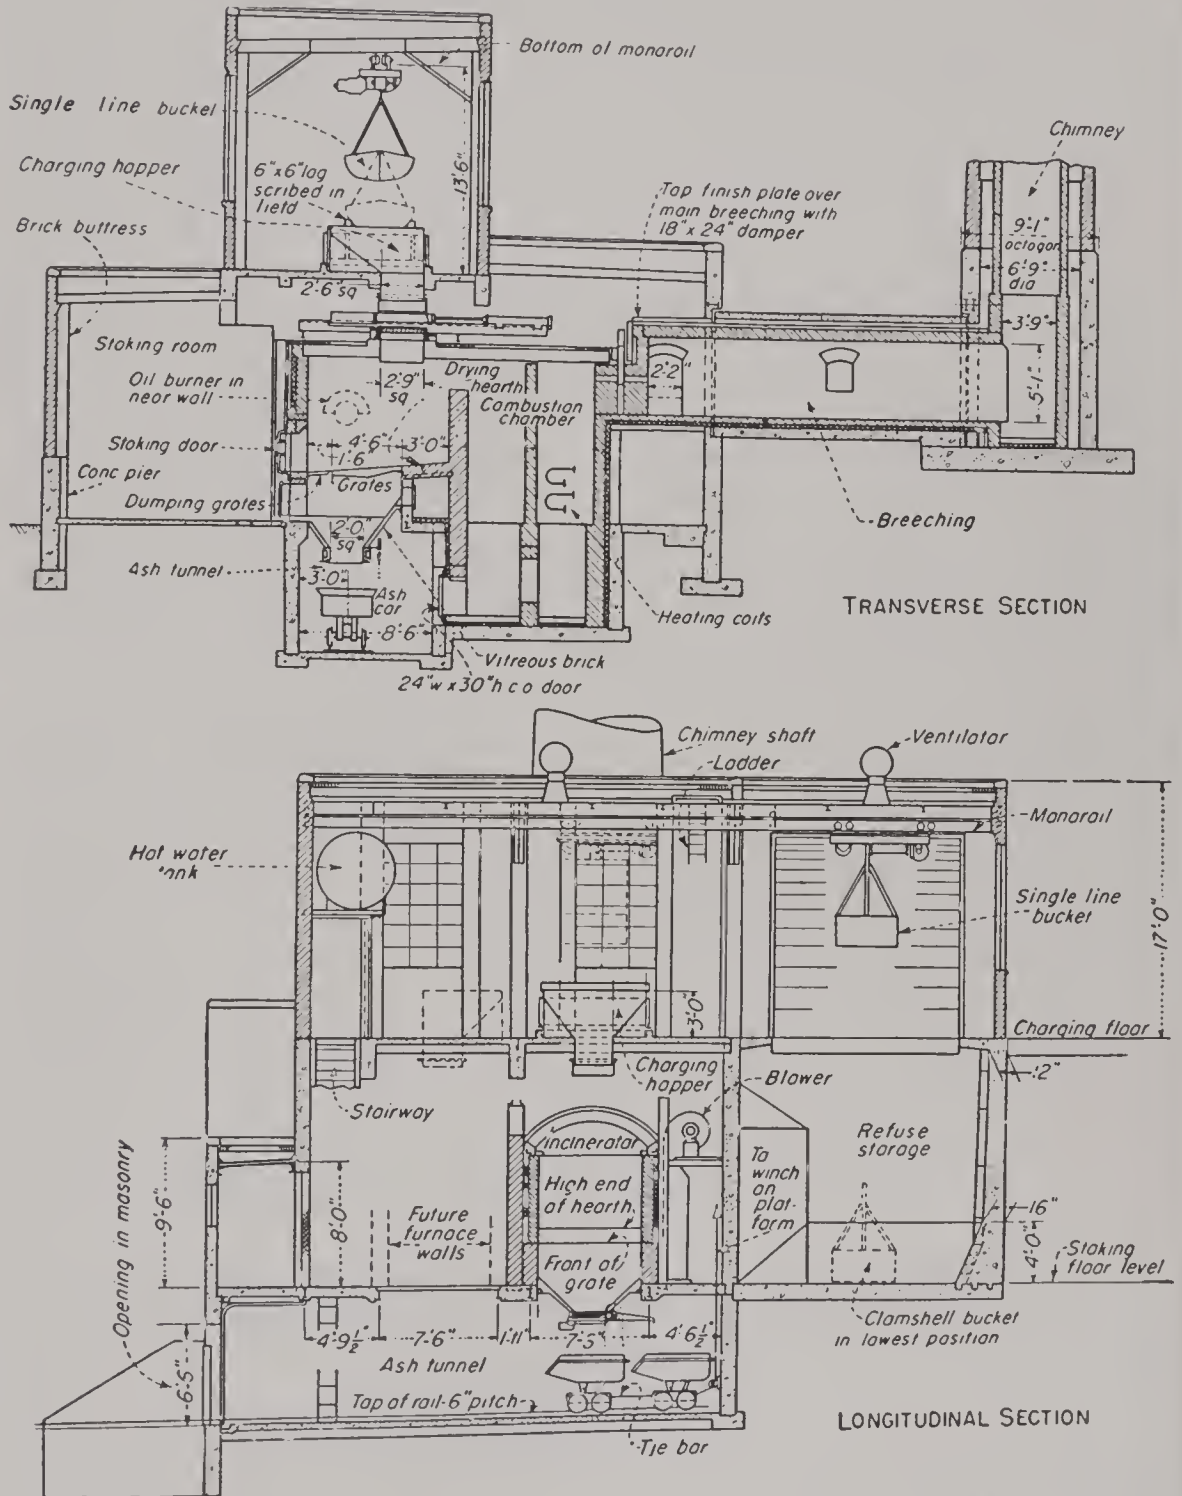 Bottom of monorail
Single line bucket
Charging hopper
6"x6" lag
scribed in
field
13'-6"
Chimney
Brick buttress
Top finish plate over
main breeching with
18"x 24" damper
9'-1"
octogon
6'-9"
dia
2'-6" sq
3'-9"
Stoking room
Oil burner in
near wall
2'-9"
sq
Drying
hearth
Combustion
chamber
2'-2"
5'-1"
Stoking door
4'-6"
3'-0"
1'-6"
Conc pier
Grates
Dumping grates
2'-0"
sq
Breeching
Ash tunnel
3'-0"
Ash
car
8'-6"
Heating coils
TRANSVERSE SECTION
Vitreous brick
24"w x 30"h c o door
Chimney shaft
Ladder
Ventilator
Monorail
Hot water
tank
Single line
bucket
17'-0"
3'-0"
Charging floor
Charging
hopper
Blower
12"
Stairway
Incinerator
Refuse
storage
Opening in masonry
9'-6"
8'-0"
Future
furnace
walls
High end
of hearth
To
winch
on
plat-
form
16"
4'-0"
Front of
grate
Stoking
floor level
Clamshell bucket
in lowest position
4'-9½"
7'-6"
1'-11"
7'-5"
4'-6½"
Ash tunnel
6'-5"
Top of rail-6" pitch
Tie bar
LONGITUDINAL SECTION